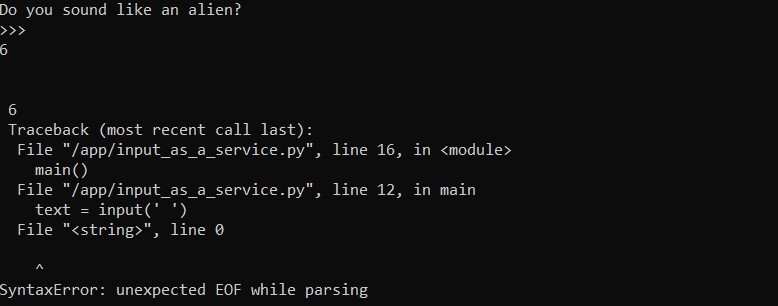 Do you sound like an alien?
>>>
6
6
Traceback (most recent call last):
File "/app/input_as_a_service.py", line 16, in <module>
main()
File "/app/input_as_a_service.py", line 12, in main
text = input(' ')
File "<string>", line 0
^
SyntaxError: unexpected EOF while parsing